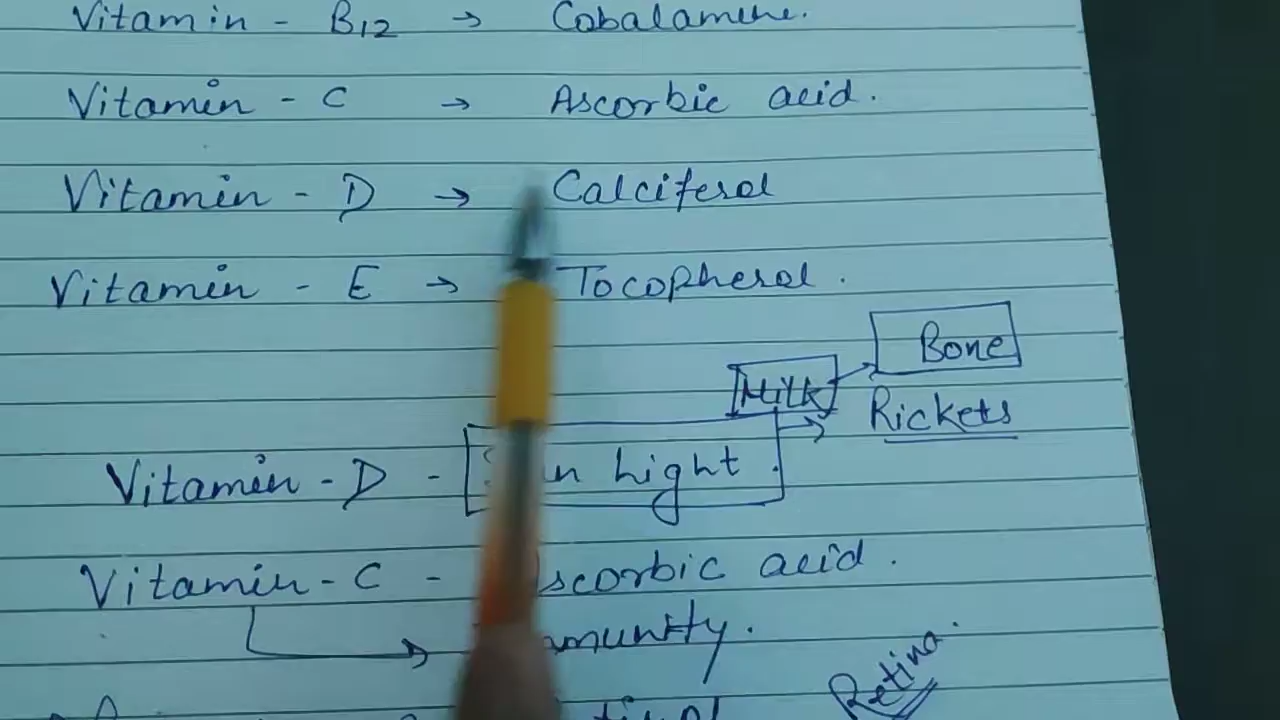 Vitamin - B12 → Cobalamine.
Vitamin - C → Ascorbic acid.
Vitamin - D → Calciferol
Vitamin - E → Tocopherol.
Bone
Milk
Rickets
Vitamin - D - Light
Vitamin - C - scorbic acid.
munity.
Retina